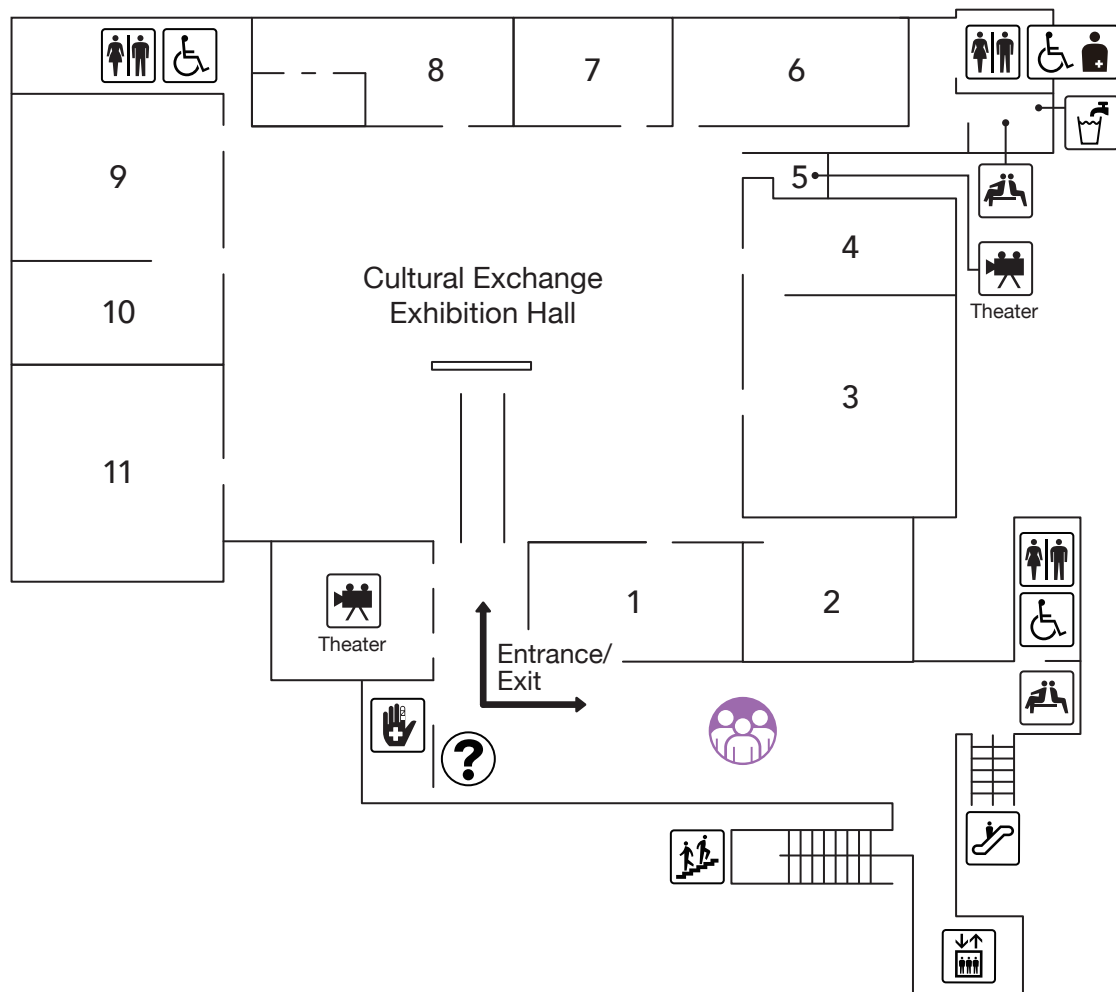 8
7
6
9
5
4
Cultural Exchange
Exhibition Hall
Theater
10
3
11
1
2
Theater
Entrance/
Exit
?